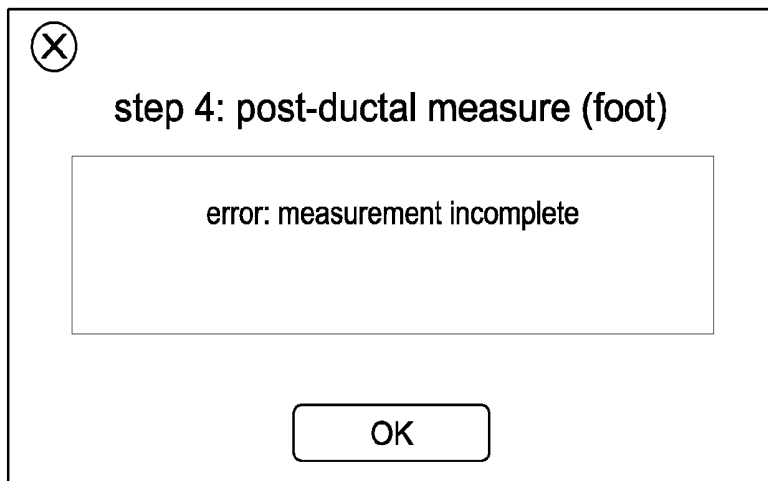 step 4: post-ductal measure (foot)
error: measurement incomplete
OK